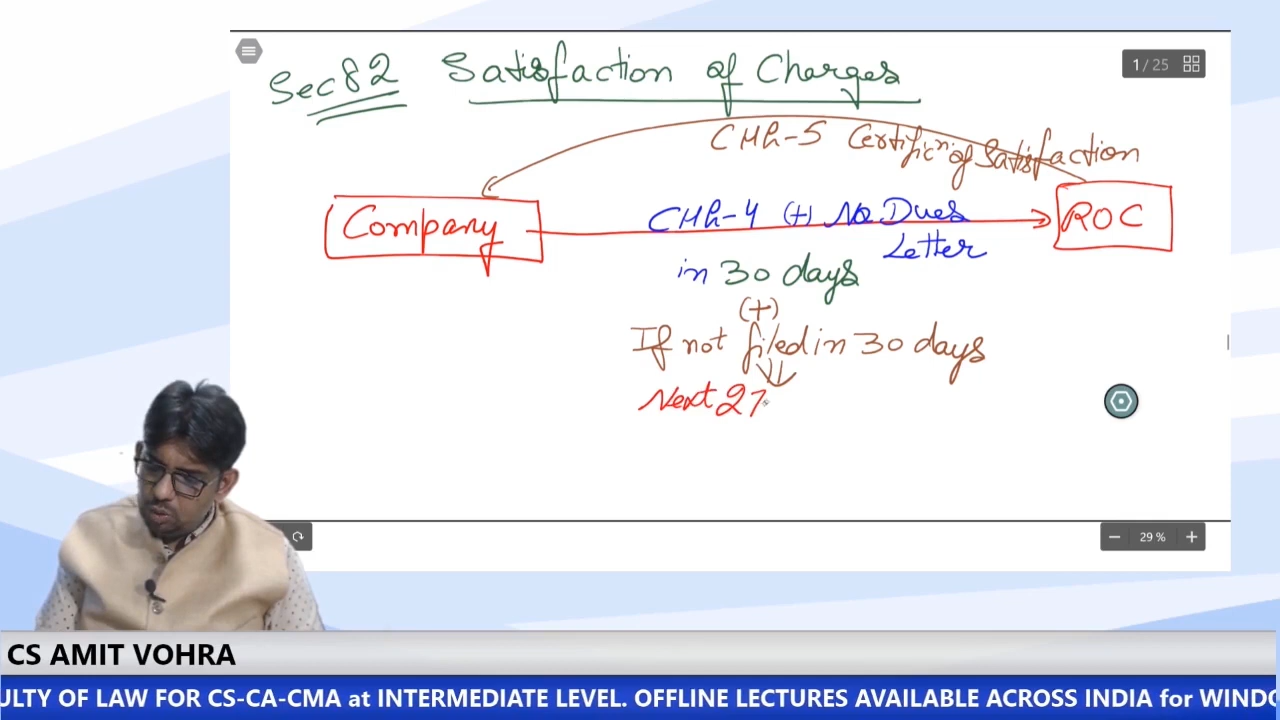 Sec 82 Satisfaction of Charges
1 / 25
CHG-5 Certific^n of Satisfaction
Company
CHG-4 (+) No Dues
Letter
ROC
in 30 days
(+)
If not filed in 30 days
Next 27
29 %
CS AMIT VOHRA
ULTY OF LAW FOR CS-CA-CMA at INTERMEDIATE LEVEL. OFFLINE LECTURES AVAILABLE ACROSS INDIA for WINDO